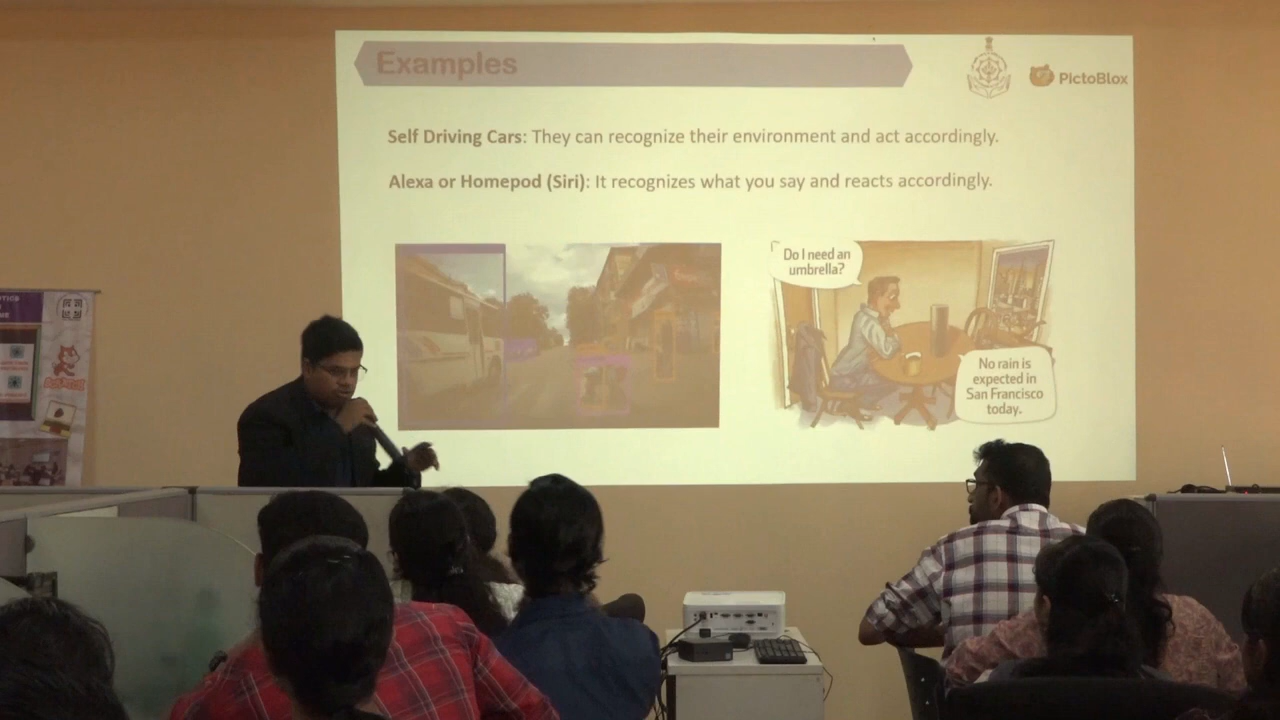 Examples
PictoBlox
Self Driving Cars: They can recognize their environment and act accordingly.
Alexa or Homepod (Siri): It recognizes what you say and reacts accordingly.
Do I need an
umbrella?
No rain is
expected in
San Francisco
today.